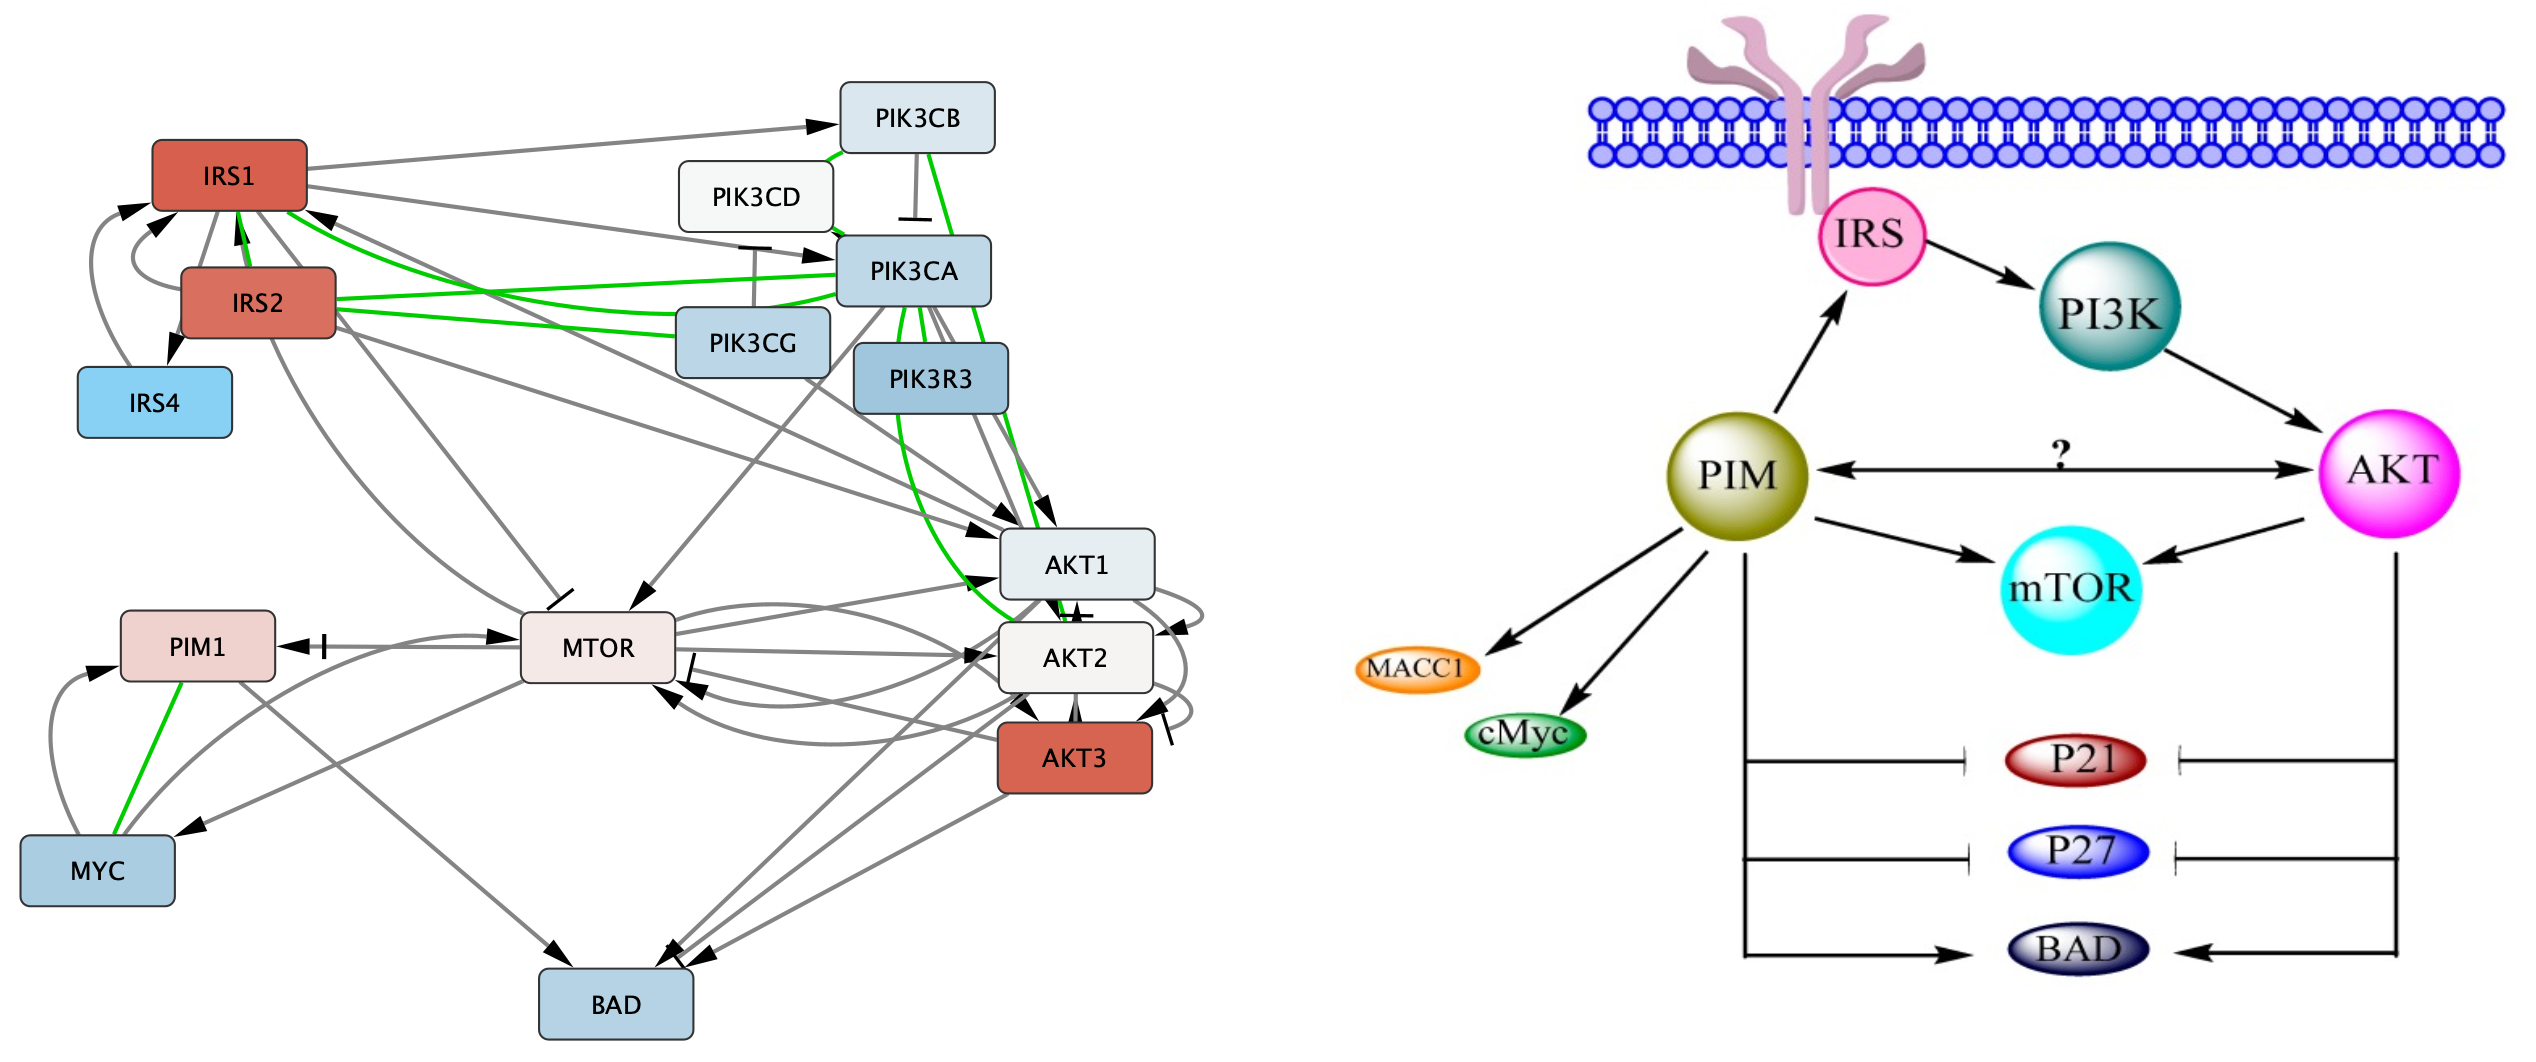 PIK3CB
IRS1
PIK3CD
PIK3CA
IRS2
PIK3CG
PIK3R3
IRS4
AKT1
PIM1
MTOR
AKT2
AKT3
MYC
BAD
IRS
PI3K
PIM
?
AKT
mTOR
MACC1
cMyc
P21
P27
BAD